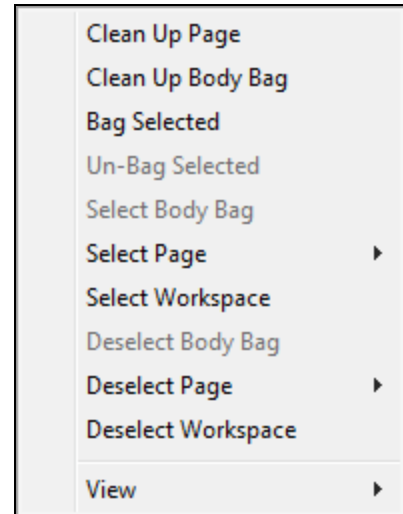 Clean Up Page
Clean Up Body Bag
Bag Selected
Un-Bag Selected
Select Body Bag
Select Page
Select Workspace
Deselect Body Bag
Deselect Page
Deselect Workspace
View